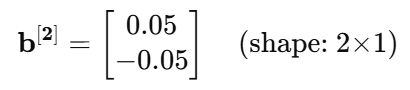 b[2] = [0.05
-0.05] (shape: 2×1)